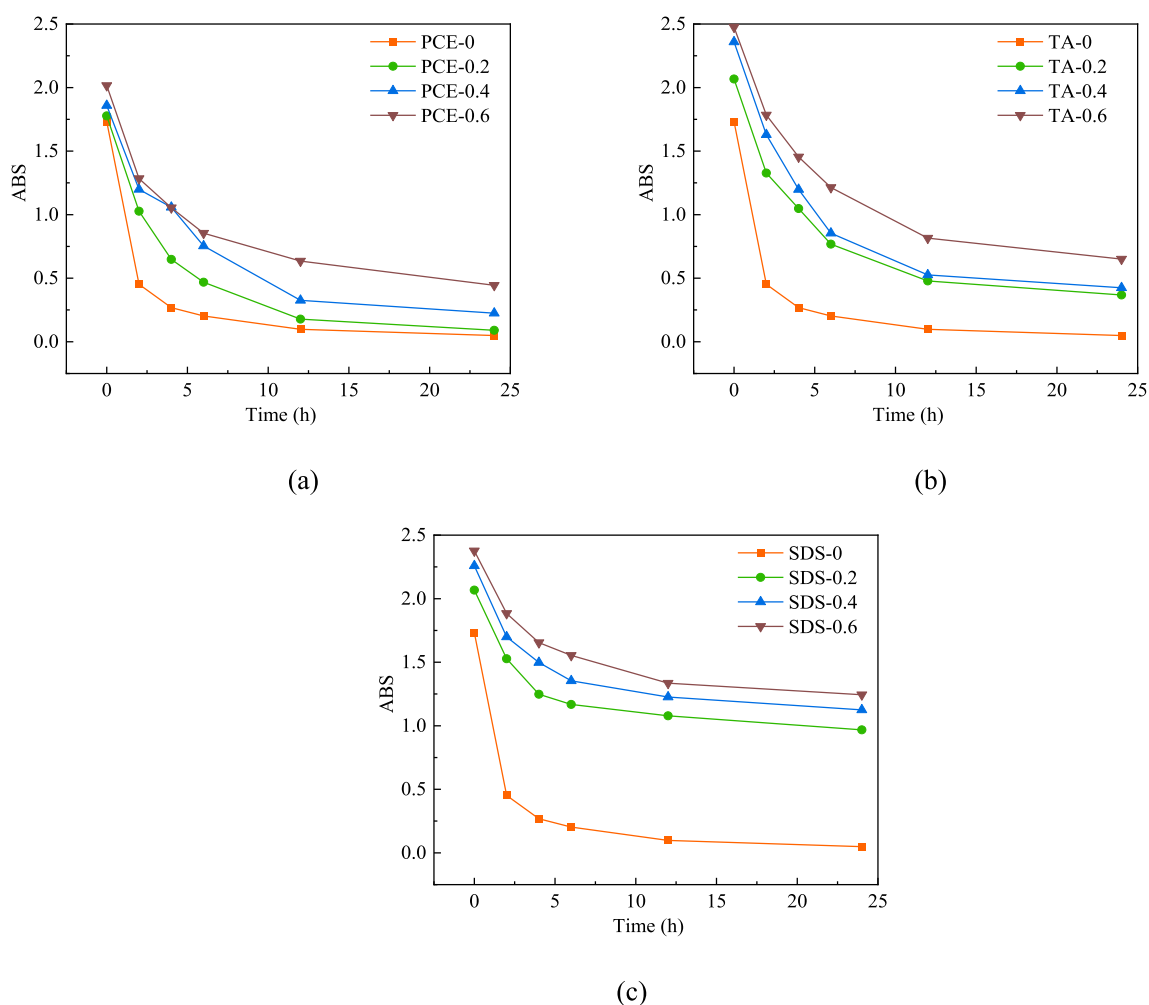 2.5
2.0
1.5
1.0
0.5
0.0
ABS
PCE-0
PCE-0.2
PCE-0.4
PCE-0.6
0 5 10 15 20 25
Time (h)
(a)
2.5
2.0
1.5
1.0
0.5
0.0
ABS
TA-0
TA-0.2
TA-0.4
TA-0.6
0 5 10 15 20 25
Time (h)
(b)
2.5
2.0
1.5
1.0
0.5
0.0
ABS
SDS-0
SDS-0.2
SDS-0.4
SDS-0.6
0 5 10 15 20 25
Time (h)
(c)